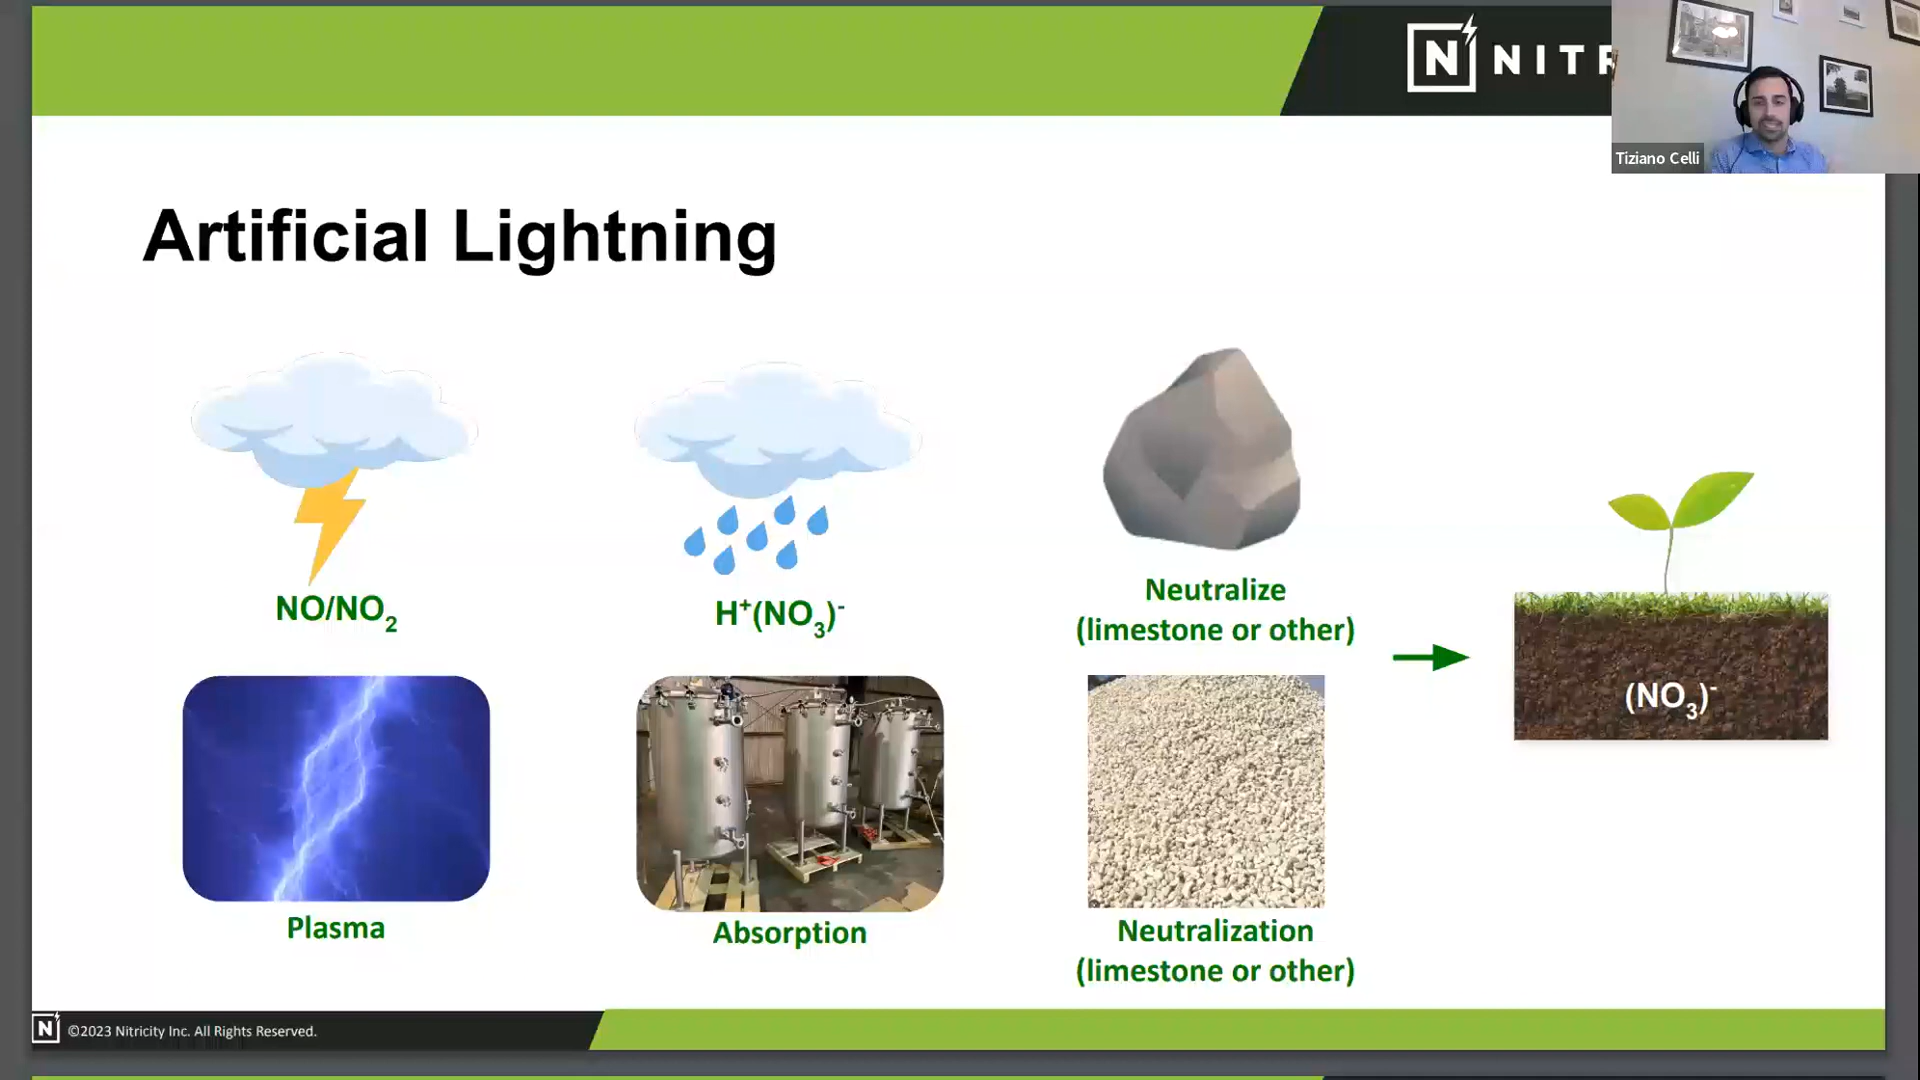 NITR
Tiziano Celli
Artificial Lightning
NO/NO₂
H⁺(NO₃)⁻
Neutralize
(limestone or other)
(NO₃)⁻
Plasma
Absorption
Neutralization
(limestone or other)
N
©2023 Nitricity Inc. All Rights Reserved.